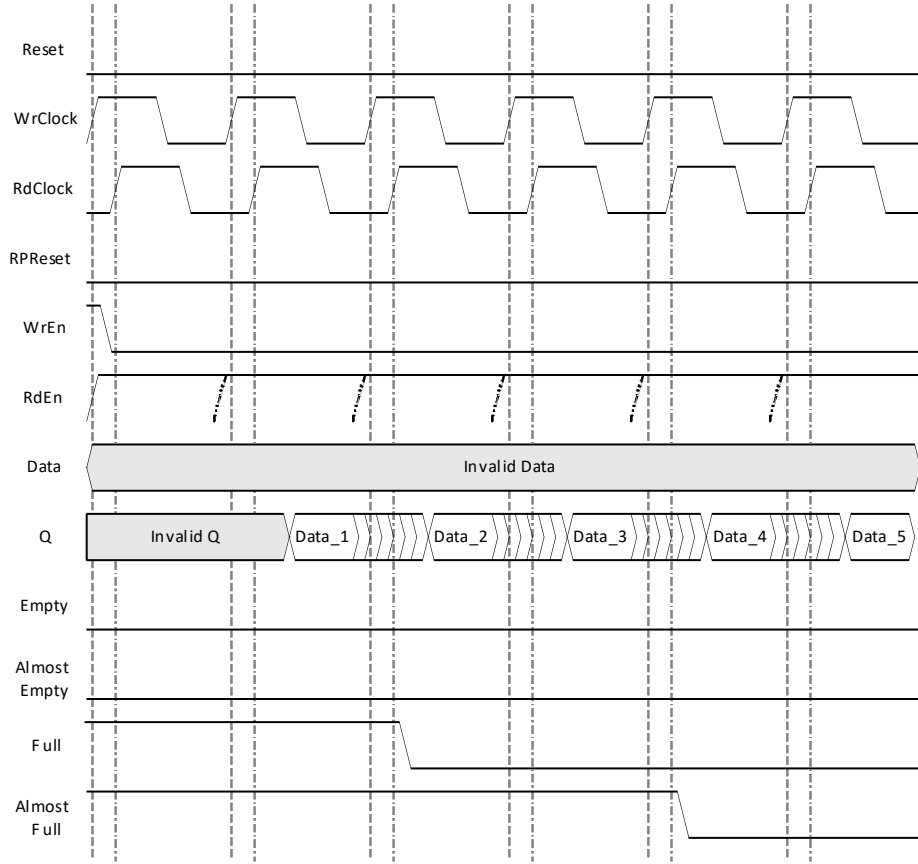 Reset
WrClock
RdClock
RPReset
WrEn
RdEn
Data
Invalid Data
Q
Invalid Q
Data_1
Data_2
Data_3
Data_4
Data_5
Empty
Almost
Empty
Full
Almost
Full